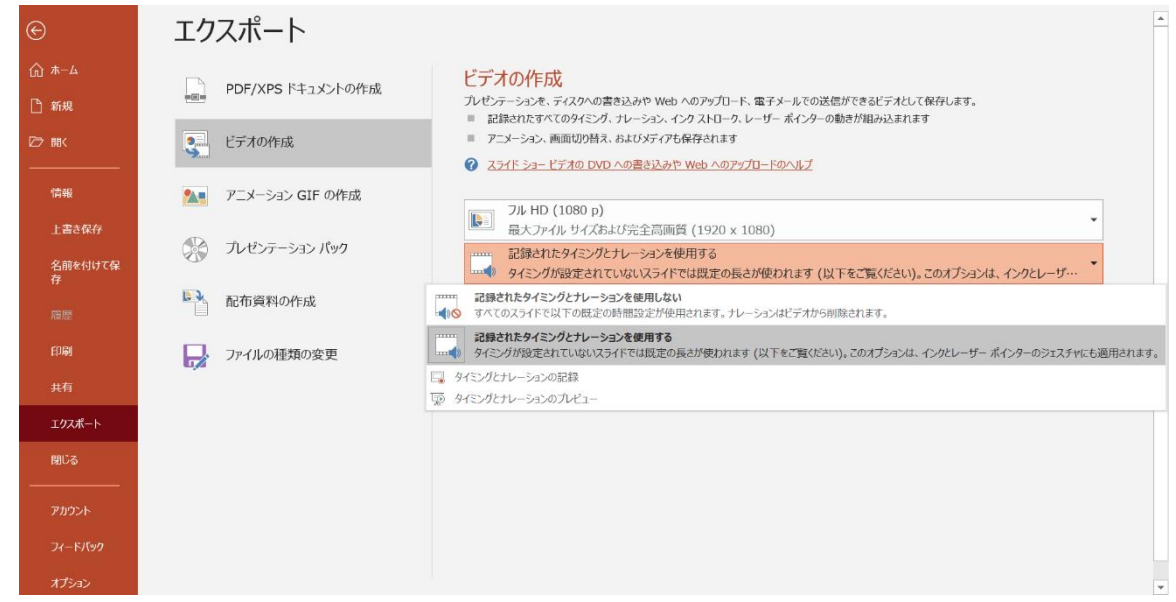 エクスポート
ホーム
新規
開く
情報
上書き保存
名前を付けて保
存
履歴
印刷
共有
エクスポート
閉じる
アカウント
フィードバック
オプション
PDF/XPS ドキュメントの作成
ビデオの作成
アニメーション GIF の作成
プレゼンテーション パック
配布資料の作成
ファイルの種類の変更
ビデオの作成
プレゼンテーションを、ディスクへの書き込みや Web へのアップロード、電子メールでの送信ができるビデオとして保存します。
記録されたすべてのタイミング、ナレーション、インク ストローク、レーザー ポインターの動きが組み込まれます
アニメーション、画面切り替え、およびメディアも保存されます
スライド ショー ビデオの DVD への書き込みや Web へのアップロードのヘルプ
フル HD (1080 p)
最大ファイル サイズおよび完全高画質 (1920 x 1080)
記録されたタイミングとナレーションを使用する
タイミングが設定されていないスライドでは既定の長さが使われます (以下をご覧ください)。このオプションは、インクとレーザ…
記録されたタイミングとナレーションを使用しない
すべてのスライドで以下の既定の時間設定が使用されます。ナレーションはビデオから削除されます。
記録されたタイミングとナレーションを使用する
タイミングが設定されていないスライドでは既定の長さが使われます (以下をご覧ください)。このオプションは、インクとレーザー ポインターのジェスチャにも適用されます。
タイミングとナレーションの記録
タイミングとナレーションのプレビュー